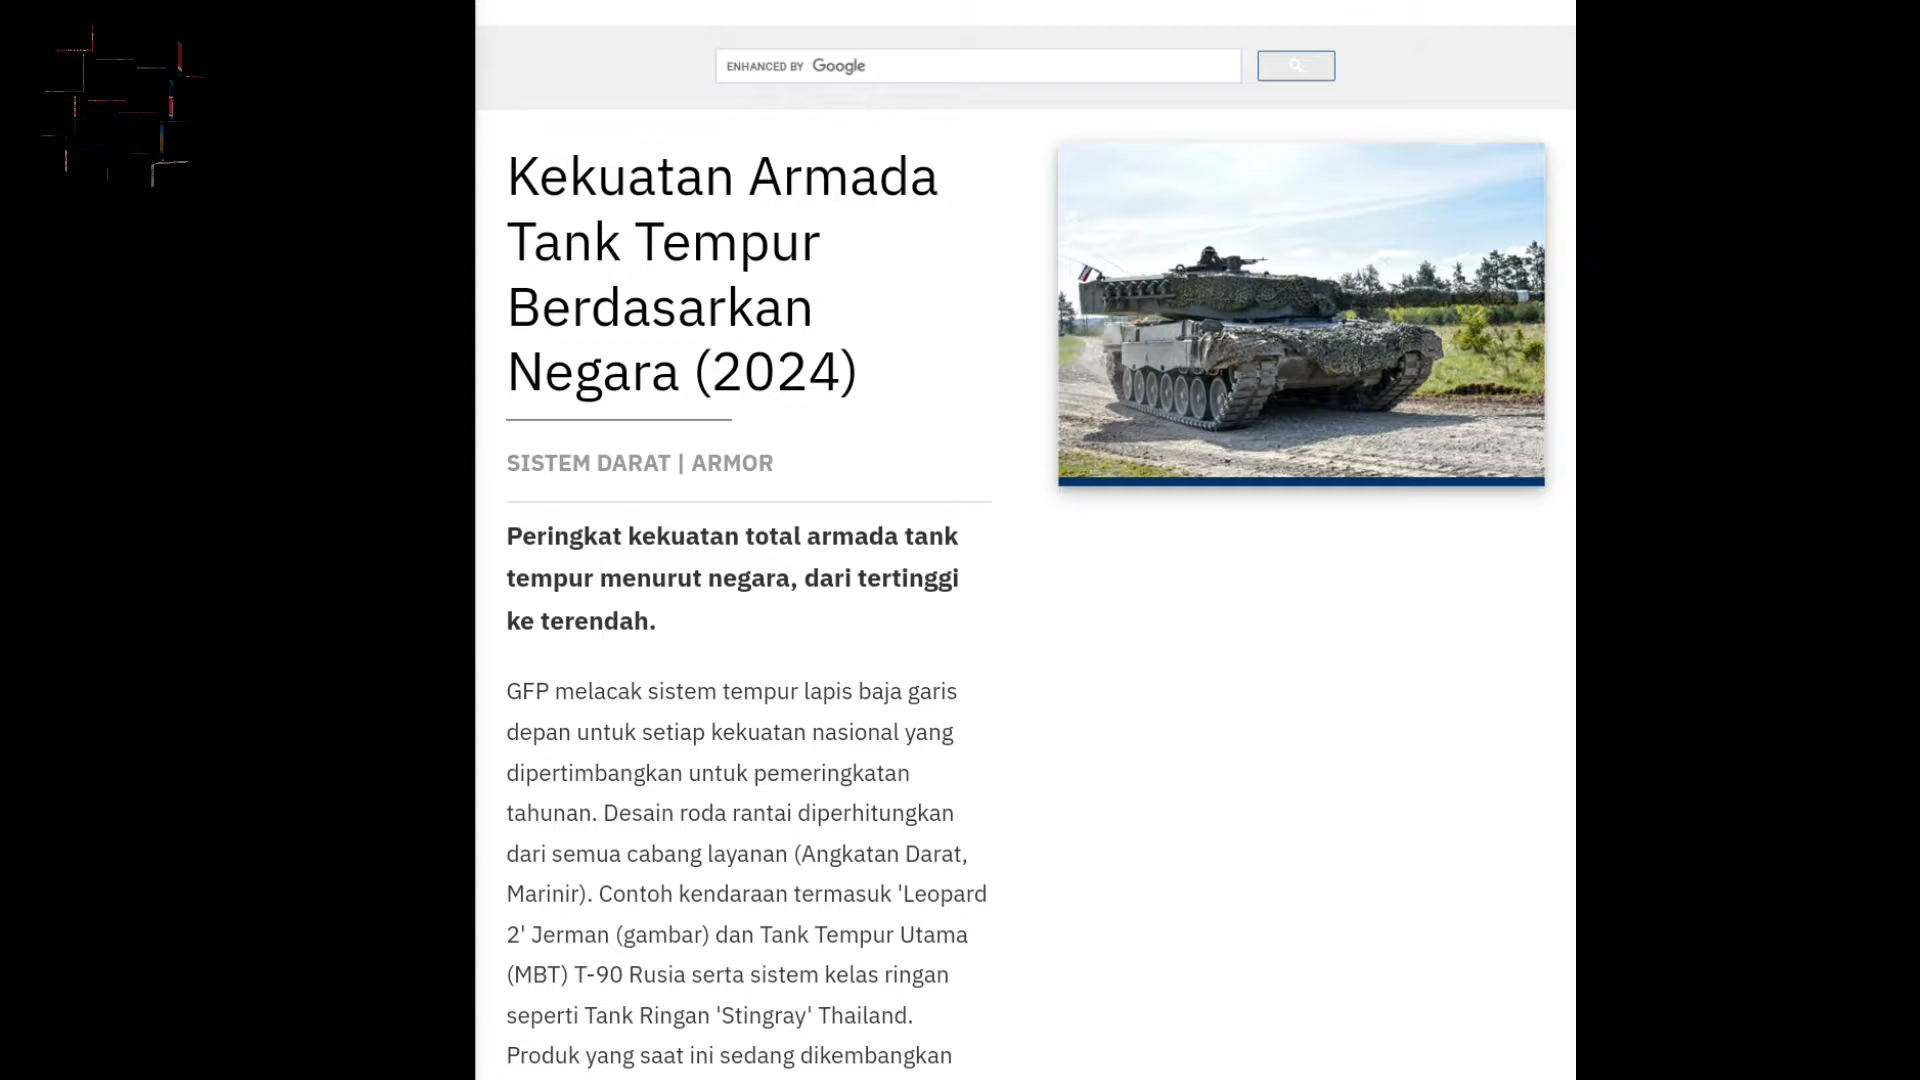 ENHANCED BY Google
Kekuatan Armada
Tank Tempur
Berdasarkan
Negara (2024)
SISTEM DARAT | ARMOR
Peringkat kekuatan total armada tank
tempur menurut negara, dari tertinggi
ke terendah.
GFP melacak sistem tempur lapis baja garis
depan untuk setiap kekuatan nasional yang
dipertimbangkan untuk pemeringkatan
tahunan. Desain roda rantai diperhitungkan
dari semua cabang layanan (Angkatan Darat,
Marinir). Contoh kendaraan termasuk 'Leopard
2' Jerman (gambar) dan Tank Tempur Utama
(MBT) T-90 Rusia serta sistem kelas ringan
seperti Tank Ringan 'Stingray' Thailand.
Produk yang saat ini sedang dikembangkan